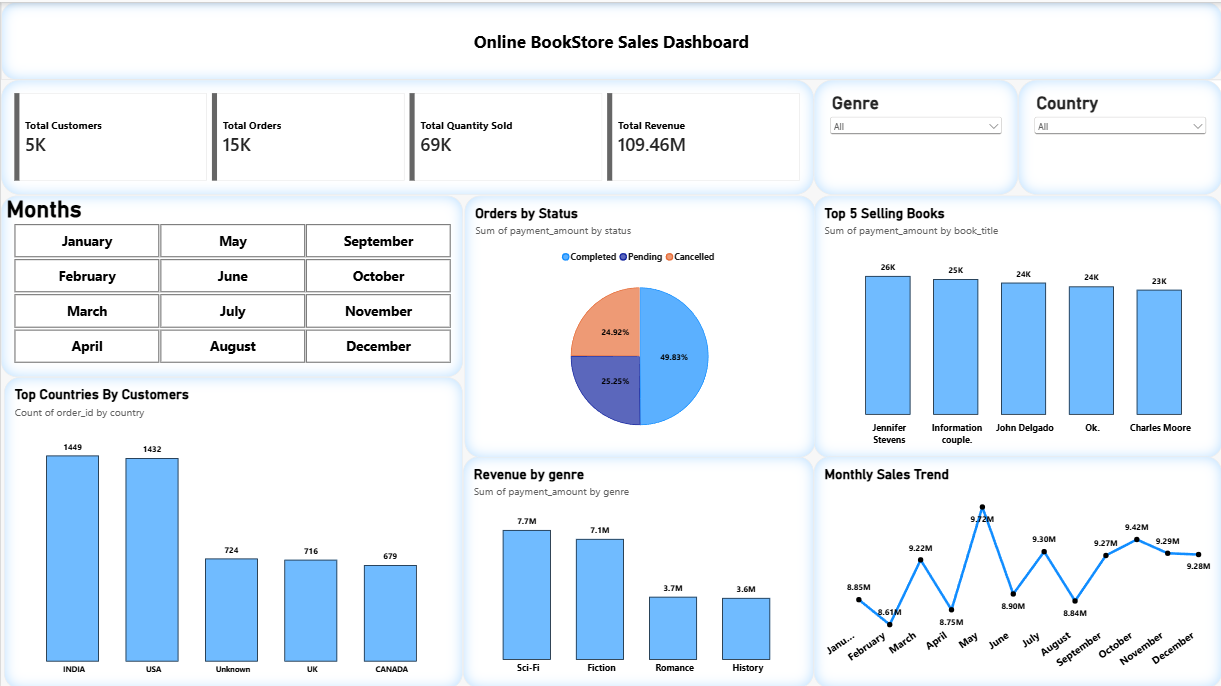 Online BookStore Sales Dashboard
Total Customers
5K
Total Orders
15K
Total Quantity Sold
69K
Total Revenue
109.46M
Genre
All
Country
All
Months
January
May
September
February
June
October
March
July
November
April
August
December
Orders by Status
Sum of payment_amount by status
Completed Pending Cancelled
24.92%
49.83%
25.25%
Top 5 Selling Books
Sum of payment_amount by book_title
26K
25K
24K
24K
23K
Jennifer
Stevens
Information
couple.
John Delgado
Ok.
Charles Moore
Top Countries By Customers
Count of order_id by country
1449
1432
724
716
679
INDIA
USA
Unknown
UK
CANADA
Revenue by genre
Sum of payment_amount by genre
7.7M
7.1M
3.7M
3.6M
Sci-Fi
Fiction
Romance
History
Monthly Sales Trend
8.85M
8.61M
9.22M
8.75M
9.72M
8.90M
9.30M
8.84M
9.27M
9.42M
9.29M
9.28M
Janu...
February
March
April
May
June
July
August
September
October
November
December